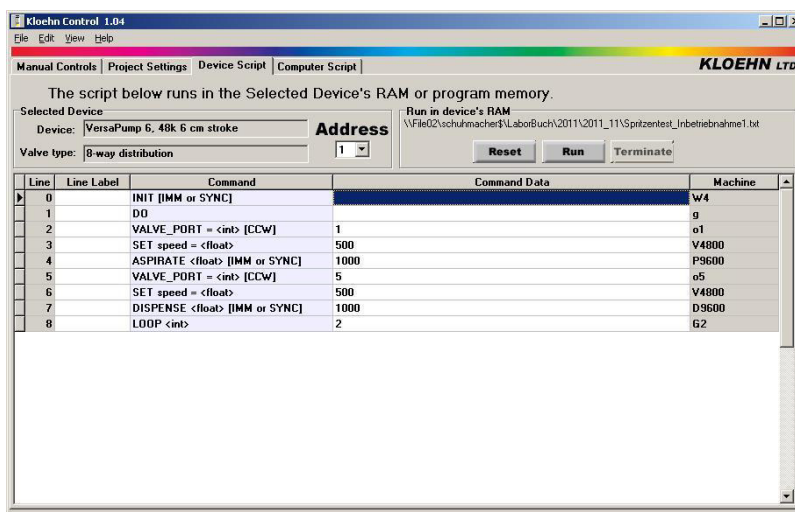 Kloehn Control 1.04
File Edit View Help
Manual Controls Project Settings Device Script Computer Script KLOEHN LTD
The script below runs in the Selected Device's RAM or program memory.
Selected Device
Device: VersaPump 6, 48k 6 cm stroke
Valve type: 8-way distribution
Address
1
Run in device's RAM
\\File02\schuhmacher$\LaborBuch\2011\2011_11\Spritzentest_Inbetriebnahme1.txt
Reset Run Terminate
Line Line Label Command Command Data Machine
0 INIT [IMM or SYNC] W4
1 DO g
2 VALVE_PORT = <int> [CCW] 1 o1
3 SET speed = <float> 500 V4800
4 ASPIRATE <float> [IMM or SYNC] 1000 P9600
5 VALVE_PORT = <int> [CCW] 5 o5
6 SET speed = <float> 500 V4800
7 DISPENSE <float> [IMM or SYNC] 1000 D9600
8 LOOP <int> 2 G2